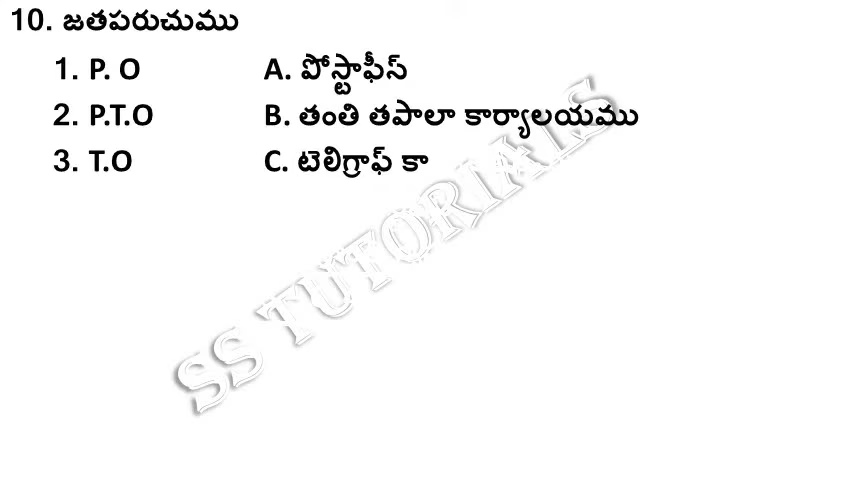 10. జతపరుచుము
1. P. O A. పోస్టాఫీస్
2. P.T.O B. తంతి తపాలా కార్యాలయము
3. T.O C. టెలిగ్రాఫ్ కా
SS TUTORIALS